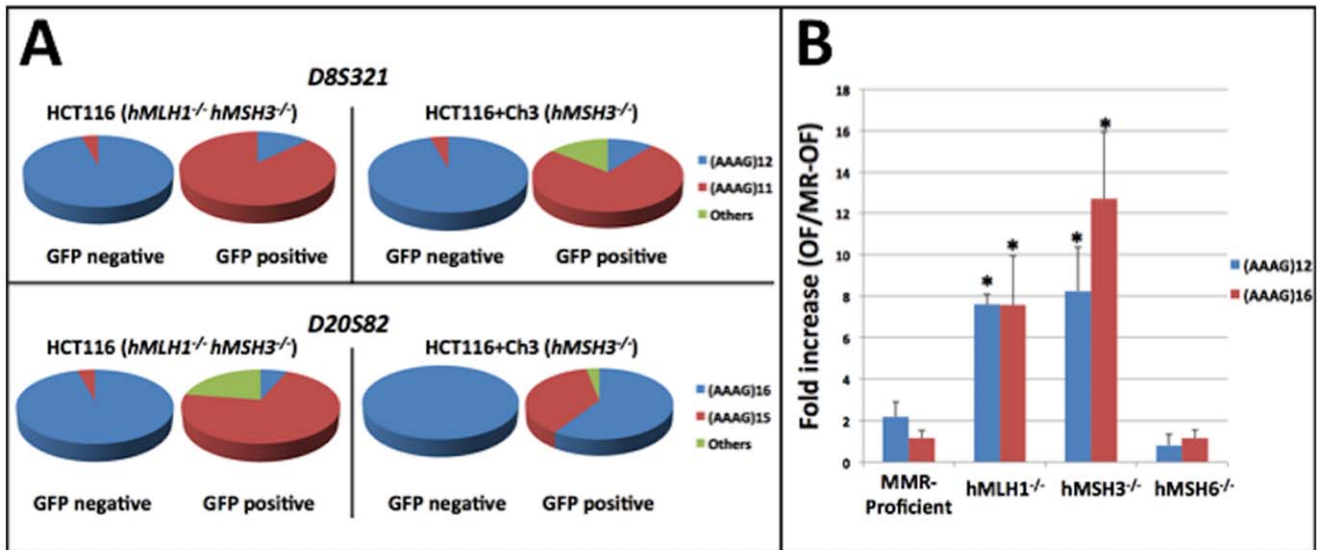 A
D8S321
HCT116 (hMLH1-/- hMSH3-/-)
HCT116+Ch3 (hMSH3-/-)
(AAAG)12
(AAAG)11
Others
GFP negative
GFP positive
GFP negative
GFP positive
D20S82
HCT116 (hMLH1-/- hMSH3-/-)
HCT116+Ch3 (hMSH3-/-)
(AAAG)16
(AAAG)15
Others
GFP negative
GFP positive
GFP negative
GFP positive
B
Fold increase (OF/MR-OF)
18
16
14
12
10
8
6
4
2
0
*
*
*
*
(AAAG)12
(AAAG)16
MMR-
Proficient
hMLH1-/-
hMSH3-/-
hMSH6-/-